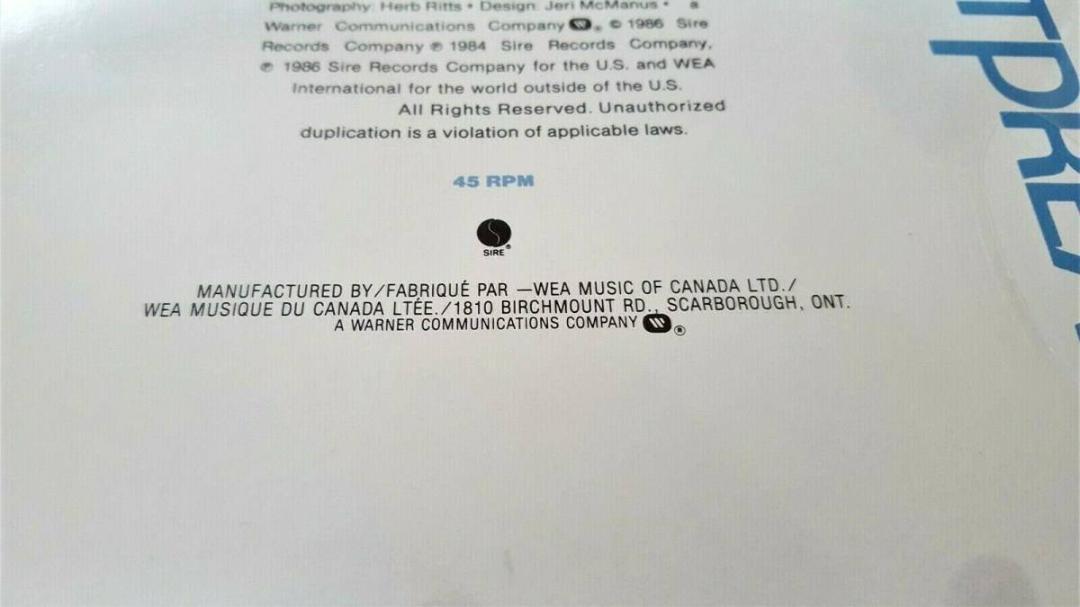 Photography: Herb Ritts • Design: Jeri McManus • a
Warner Communications Company ® © 1986 Sire
Records Company ℗ 1984 Sire Records Company,
℗ 1986 Sire Records Company for the U.S. and WEA
International for the world outside of the U.S.
All Rights Reserved. Unauthorized
duplication is a violation of applicable laws.
45 RPM
SIRE®
MANUFACTURED BY/FABRIQUÉ PAR —WEA MUSIC OF CANADA LTD./
WEA MUSIQUE DU CANADA LTÉE./1810 BIRCHMOUNT RD., SCARBOROUGH, ONT.
A WARNER COMMUNICATIONS COMPANY ®
TPRE